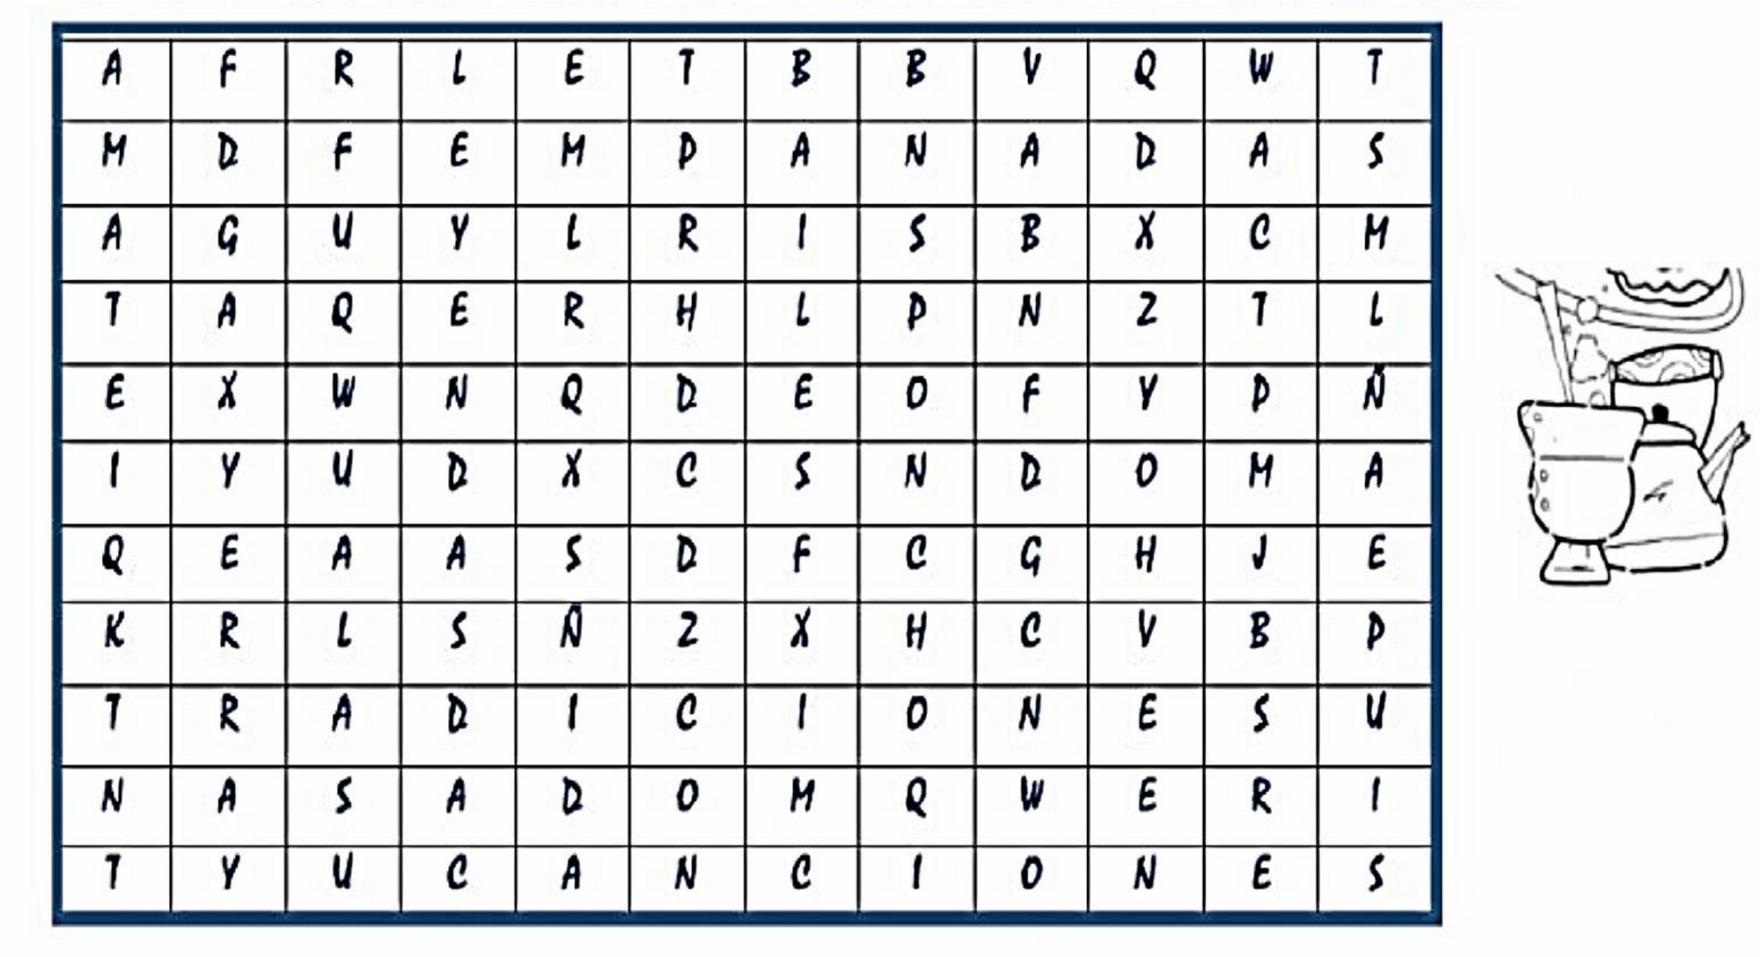 A F R L E T B B V Q W T
M D F E M P A N A D A S
A G U Y L R I S B X C M
T A Q E R H L P N Z T L
E X W N Q D E O F Y P Ñ
I Y U D X C S N D O M A
Q E A A S D F C G H J E
K R L S Ñ Z X H C V B P
T R A D I C I O N E S U
N A S A D O M Q W E R I
T Y U C A N C I O N E S